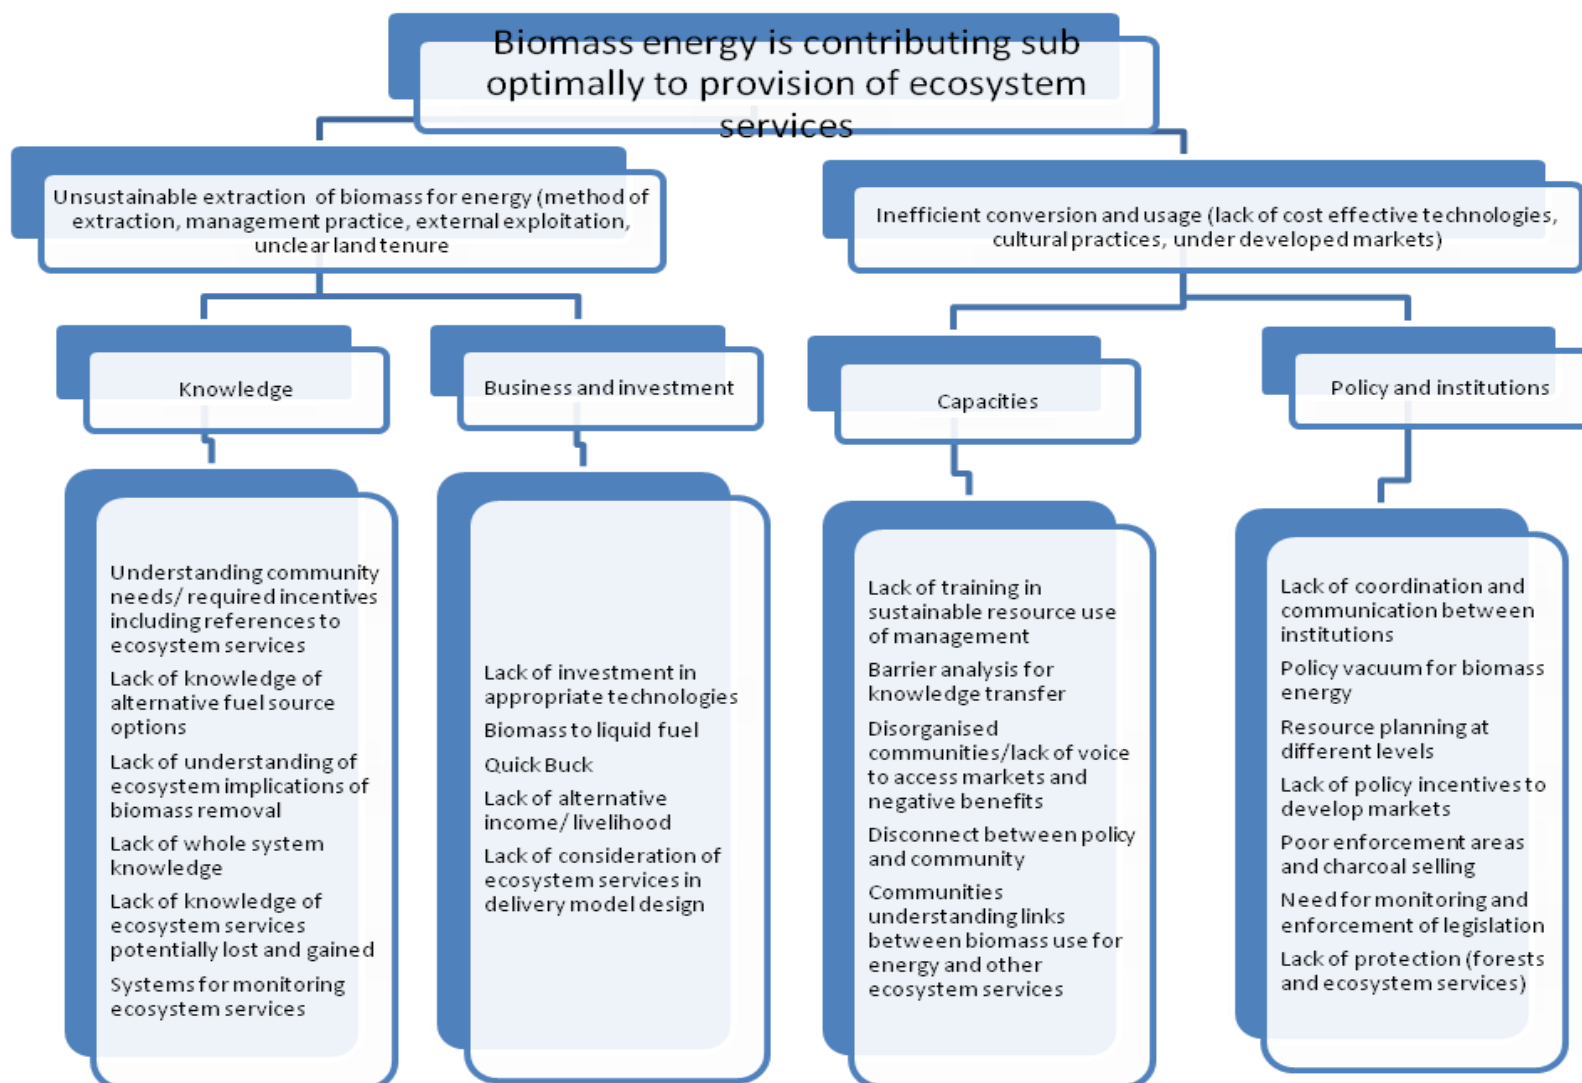 Biomass energy is contributing sub
optimally to provision of ecosystem
services
Unsustainable extraction of biomass for energy (method of
extraction, management practice, external exploitation,
unclear land tenure
Inefficient conversion and usage (lack of cost effective technologies,
cultural practices, under developed markets)
Knowledge
Business and investment
Capacities
Policy and institutions
Understanding community
needs/ required incentives
including references to
ecosystem services
Lack of knowledge of
alternative fuel source
options
Lack of understanding of
ecosystem implications of
biomass removal
Lack of whole system
knowledge
Lack of knowledge of
ecosystem services
potentially lost and gained
Systems for monitoring
ecosystem services
Lack of investment in
appropriate technologies
Biomass to liquid fuel
Quick Buck
Lack of alternative
income/ livelihood
Lack of consideration of
ecosystem services in
delivery model design
Lack of training in
sustainable resource use
of management
Barrier analysis for
knowledge transfer
Disorganised
communities/lack of voice
to access markets and
negative benefits
Disconnect between policy
and community
Communities
understanding links
between biomass use for
energy and other
ecosystem services
Lack of coordination and
communication between
institutions
Policy vacuum for biomass
energy
Resource planning at
different levels
Lack of policy incentives to
develop markets
Poor enforcement areas
and charcoal selling
Need for monitoring and
enforcement of legislation
Lack of protection (forests
and ecosystem services)